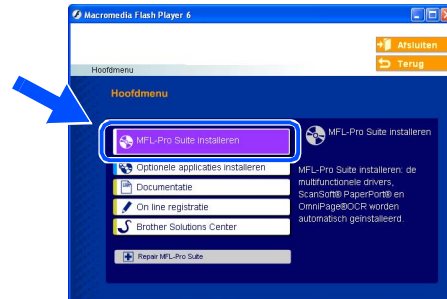 Macromedia Flash Player 6
Afsluiten
Terug
Hoofdmenu
Hoofdmenu
MFL-Pro Suite installeren
Optionele applicaties installeren
Documentatie
On line registratie
Brother Solutions Center
Repair MFL-Pro Suite
MFL-Pro Suite installeren
MFL-Pro Suite installeren: de
multifunctionele drivers,
ScanSoft® PaperPort® en
OmniPage®OCR worden
automatisch geïnstalleerd.